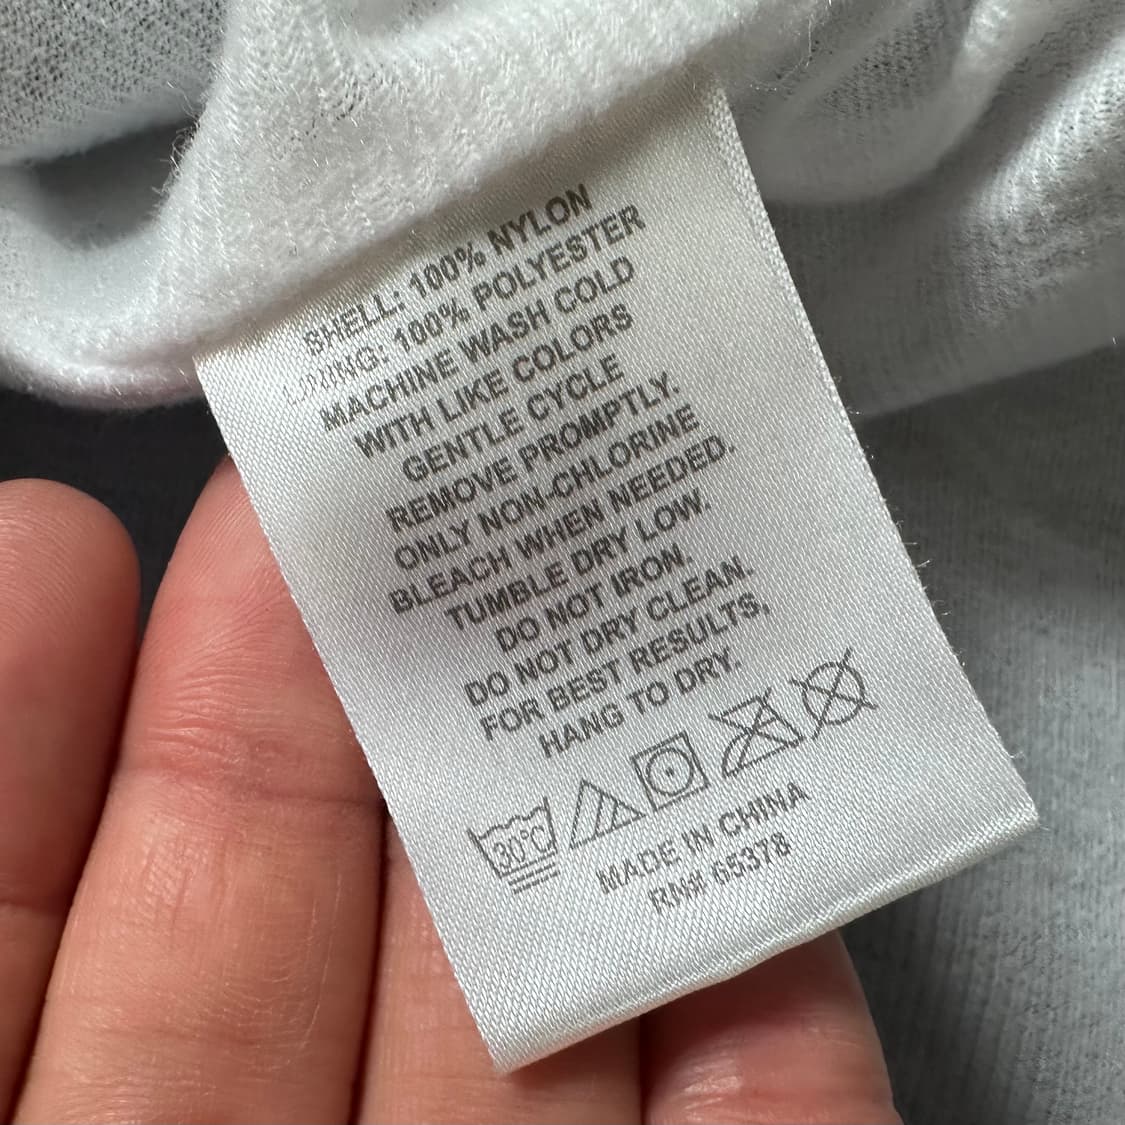 SHELL: 100% NYLON
LINING: 100% POLYESTER
MACHINE WASH COLD
WITH LIKE COLORS
GENTLE CYCLE
REMOVE PROMPTLY.
ONLY NON-CHLORINE
BLEACH WHEN NEEDED.
TUMBLE DRY LOW.
DO NOT IRON.
DO NOT DRY CLEAN.
FOR BEST RESULTS,
HANG TO DRY.
30°C
MADE IN CHINA
RN# 65378